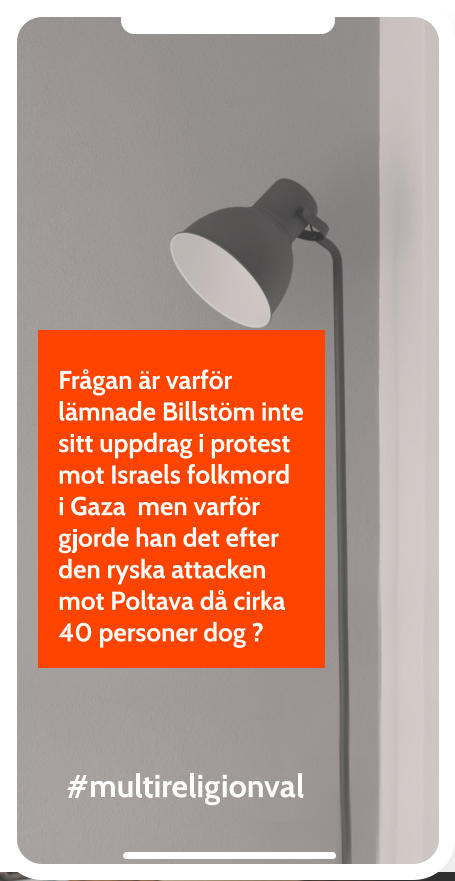 Frågan är varför
lämnade Billstöm inte
sitt uppdrag i protest
mot Israels folkmord
i Gaza  men varför
gjorde han det efter
den ryska attacken
mot Poltava då cirka
40 personer dog ?
#multireligionval